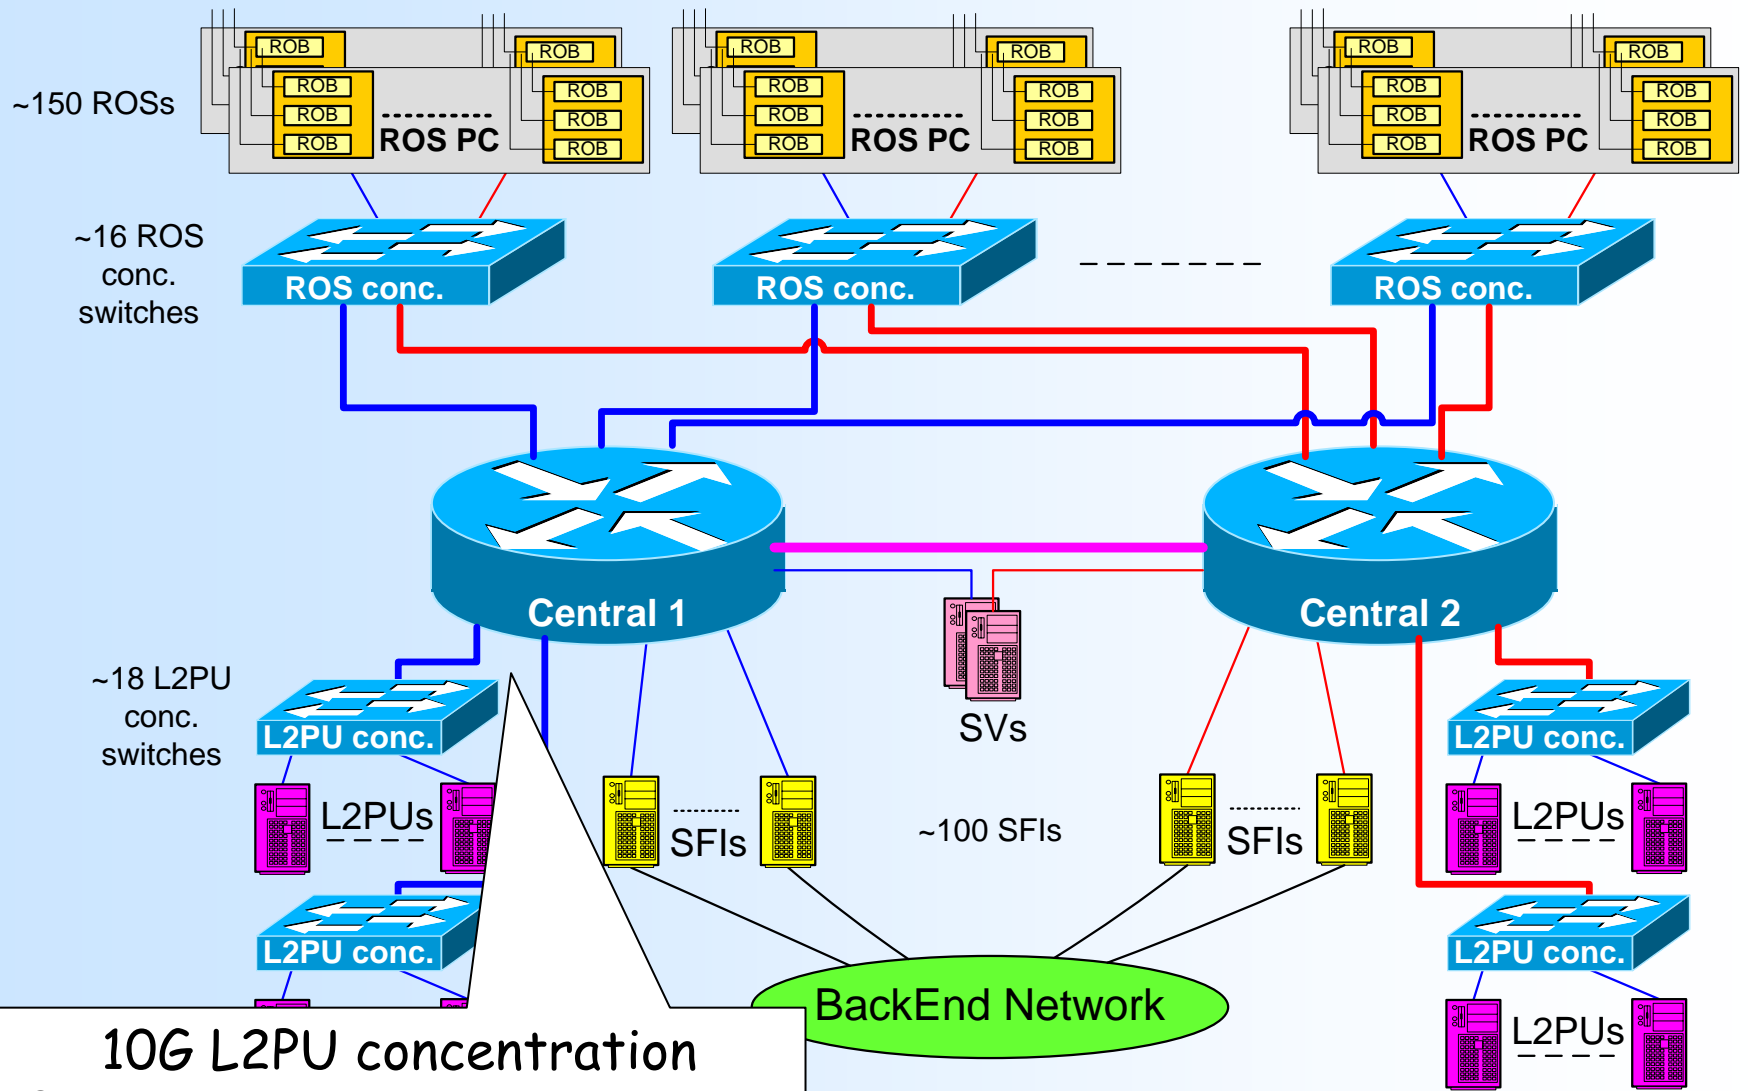 ROB ROB ROB ROB ROB ROB
ROB ROB ROB ROB ROB ROB
ROB ROB ROB ROB ROB ROB
ROB ROB ROB ROB ROB ROB
~150 ROSs
ROS PC ROS PC ROS PC
~16 ROS
conc.
switches
ROS conc. ROS conc. ROS conc.
Central 1 Central 2
~18 L2PU
conc.
switches
L2PU conc. SVs L2PU conc.
L2PUs SFIs ~100 SFIs SFIs L2PUs
L2PU conc. L2PU conc.
BackEnd Network
L2PUs
10G L2PU concentration